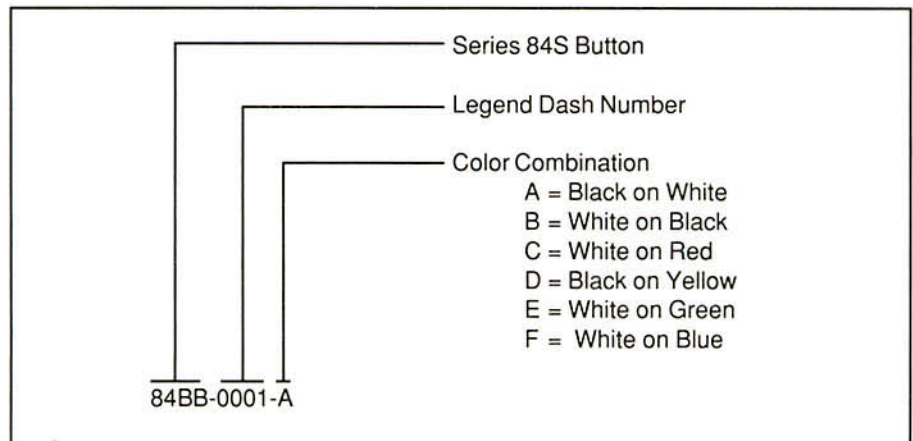 Series 84S Button
Legend Dash Number
Color Combination
A = Black on White
B = White on Black
C = White on Red
D = Black on Yellow
E = White on Green
F = White on Blue
84BB-0001-A